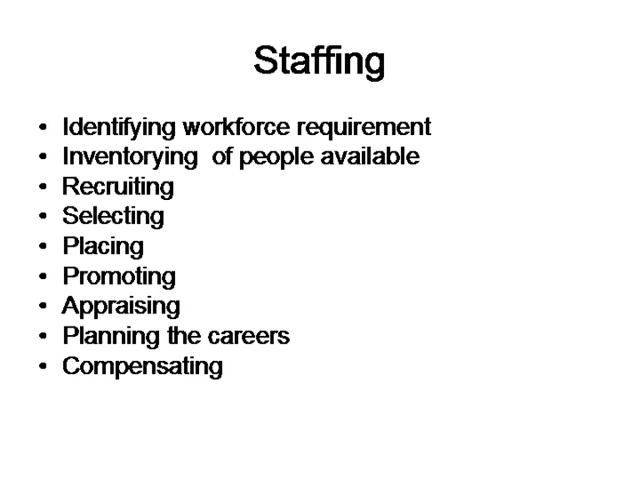 Staffing
• Identifying workforce requirement
• Inventorying  of people available
• Recruiting
• Selecting
• Placing
• Promoting
• Appraising
• Planning the careers
• Compensating